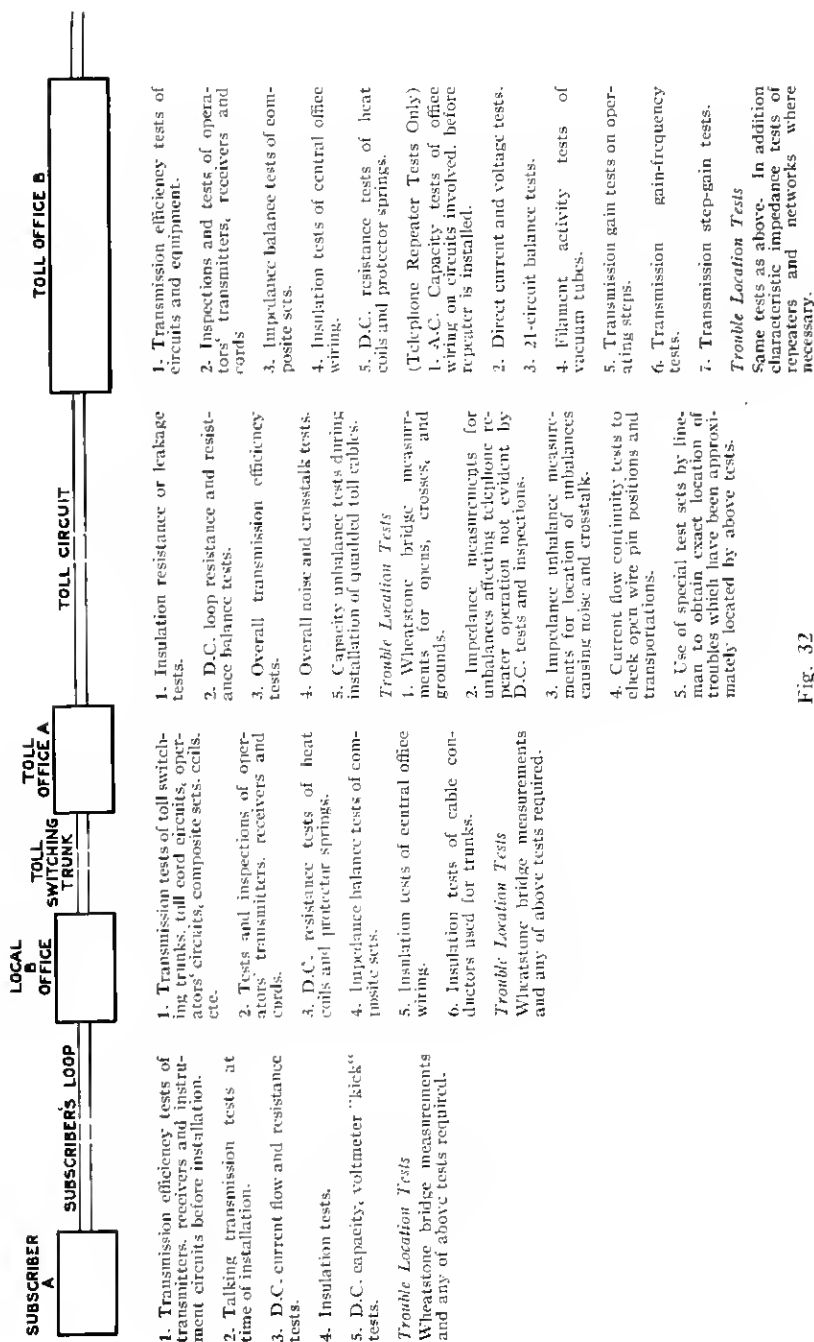 SUBSCRIBER
A
SUBSCRIBER'S LOOP
LOCAL
B
OFFICE
TOLL
SWITCHING
TRUNK
TOLL
OFFICE A
TOLL CIRCUIT
TOLL OFFICE B
1. Transmission efficiency tests of
transmitters, receivers and instru-
ment circuits before installation.
2. Talking transmission tests at
time of installation.
3. D.C. current flow and resistance
tests.
4. Insulation tests.
5. D.C. capacity, voltmeter "kick"
tests.
Trouble Location Tests
Wheatstone bridge measurements
and any of above tests required.
1. Transmission tests of toll switch-
ing trunks, toll cord circuits, oper-
ators' circuits, composite sets, coils,
etc.
2. Tests and inspections of oper-
ators' transmitters, receivers and
cords.
3. D.C. resistance tests of heat
coils and protector springs.
4. Impedance balance tests of com-
posite sets.
5. Insulation tests of central office
wiring.
6. Insulation tests of cable con-
ductors used for trunks.
Trouble Location Tests
Wheatstone bridge measurements
and any of above tests required.
1. Insulation resistance or leakage
tests.
2. D.C. loop resistance and resist-
ance balance tests.
3. Overall transmission efficiency
tests.
4. Overall noise and crosstalk tests.
5. Capacity unbalance tests during
installation of quadded toll cables.
Trouble Location Tests
1. Wheatstone bridge measure-
ments for opens, crosses, and
grounds.
2. Impedance measurements for
unbalances affecting telephone re-
peater operation not evident by
D.C. tests and inspections.
3. Impedance unbalance measure-
ments for location of unbalances
causing noise and crosstalk.
4. Current flow continuity tests to
check open wire pin positions and
transportations.
5. Use of special test sets by line-
man to obtain exact location of
troubles which have been approxi-
mately located by above tests.
1. Transmission efficiency tests of
circuits and equipment.
2. Inspections and tests of opera-
tors' transmitters, receivers and
cords
3. Impedance balance tests of com-
posite sets.
4. Insulation tests of central office
wiring.
5. D.C. resistance tests of heat
coils and protector springs.
(Telephone Repeater Tests Only)
1. A.C. Capacity tests of office
wiring on circuits involved, before
repeater is installed.
2. Direct current and voltage tests.
3. 21-circuit balance tests.
4. Filament activity tests of
vacuum tubes.
5. Transmission gain tests on oper-
ating steps.
6. Transmission gain-frequency
tests.
7. Transmission step-gain tests.
Trouble Location Tests
Same tests as above. In addition
characteristic impedance tests of
repeaters and networks where
necessary.
Fig. 32